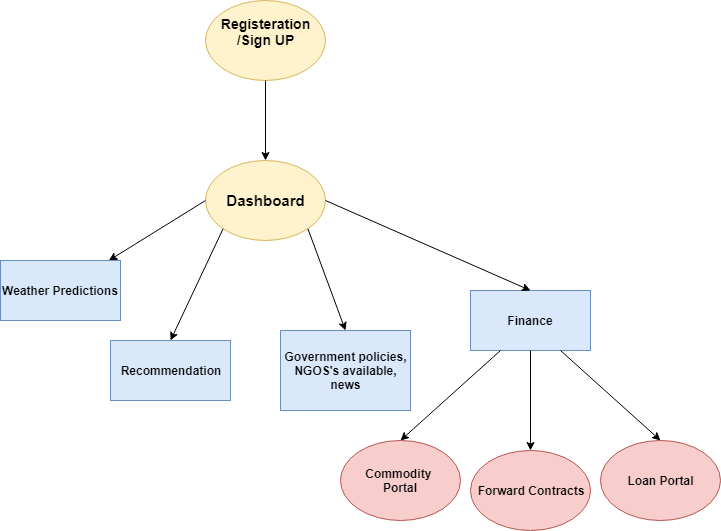 Registeration
/Sign UP
Dashboard
Weather Predictions
Finance
Recommendation
Government policies,
NGOS's available,
news
Commodity
Portal
Forward Contracts
Loan Portal